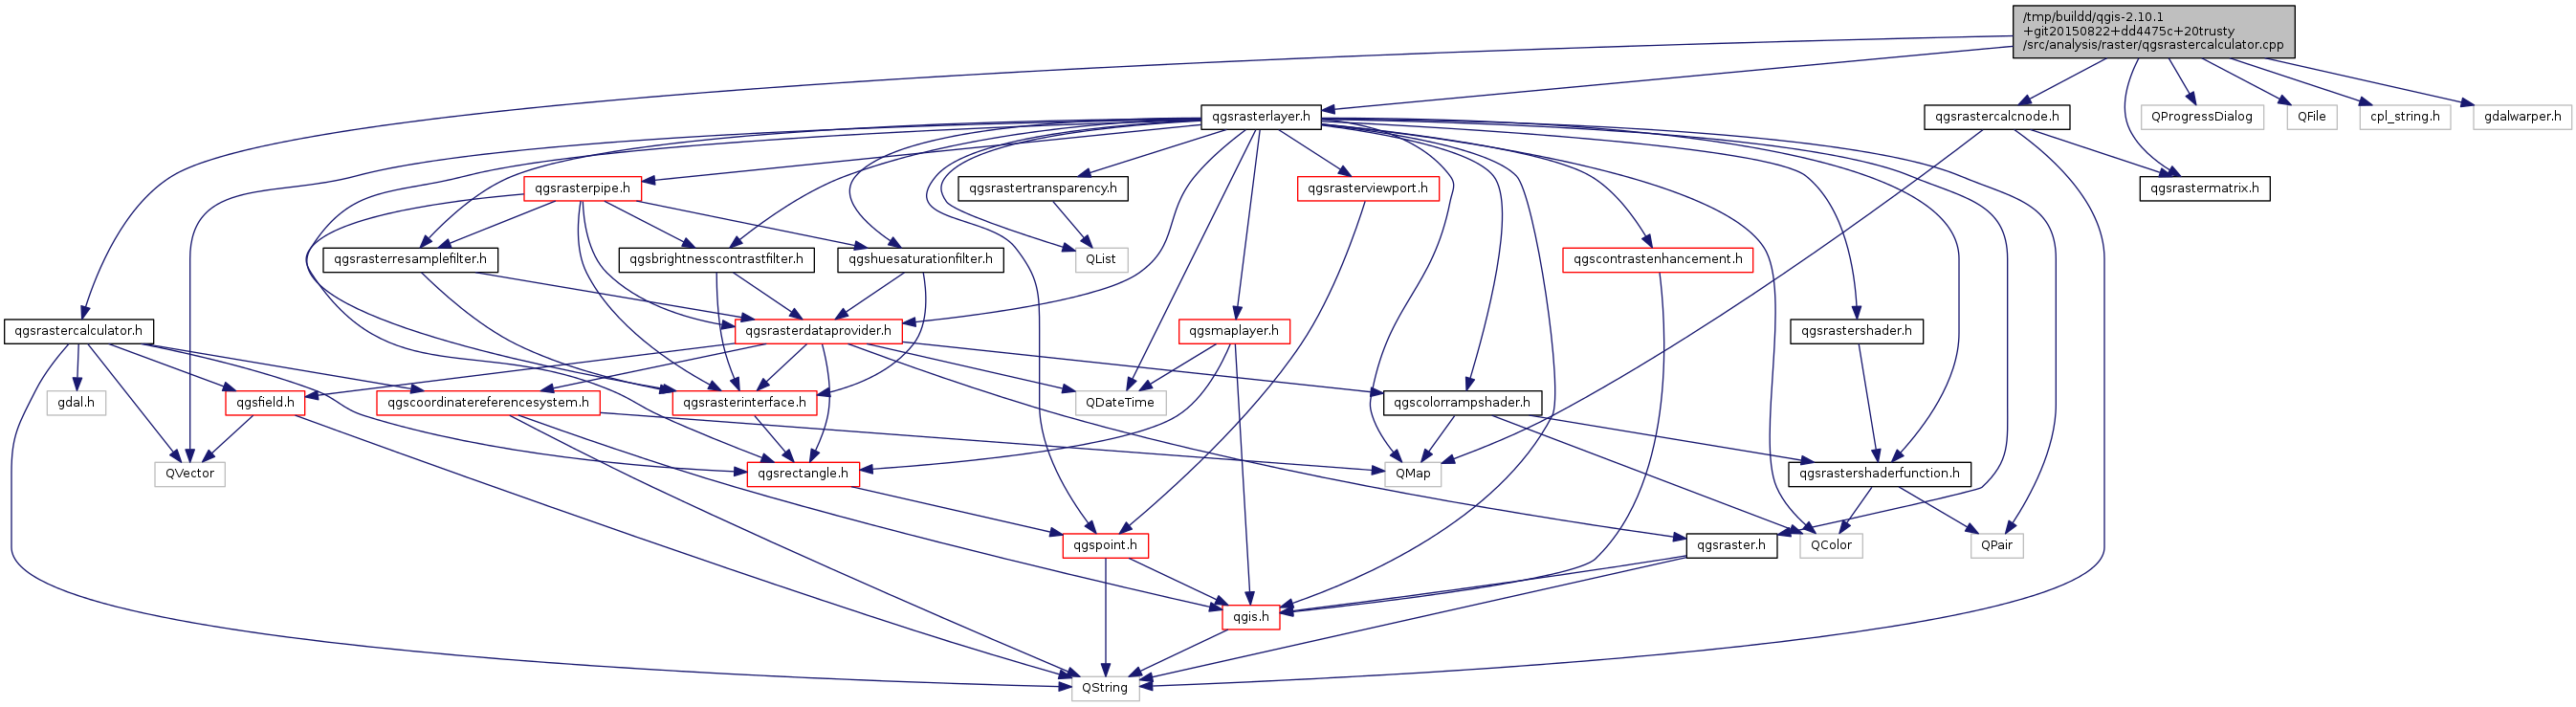 /tmp/buildd/qgis-2.10.1
+git20150822+dd4475c+20trusty
/src/analysis/raster/qgsrastercalculator.cpp
qgsrasterlayer.h
qgsrastercalcnode.h
QProgressDialog
QFile
cpl_string.h
gdalwarper.h
qgsrasterpipe.h
qgsrastertransparency.h
qgsrasterviewport.h
qgsrastermatrix.h
qgsrasterresamplefilter.h
qgsbrightnesscontrastfilter.h
qgshuesaturationfilter.h
QList
qgscontrastenhancement.h
qgsrastercalculator.h
qgsrasterdataprovider.h
qgsmaplayer.h
qgsrastershader.h
gdal.h
qgsfield.h
qgscoordinatereferencesystem.h
qgsrasterinterface.h
QDateTime
qgscolorrampshader.h
QVector
qgsrectangle.h
QMap
qgsrastershaderfunction.h
qgspoint.h
qgsraster.h
QColor
QPair
qgis.h
QString